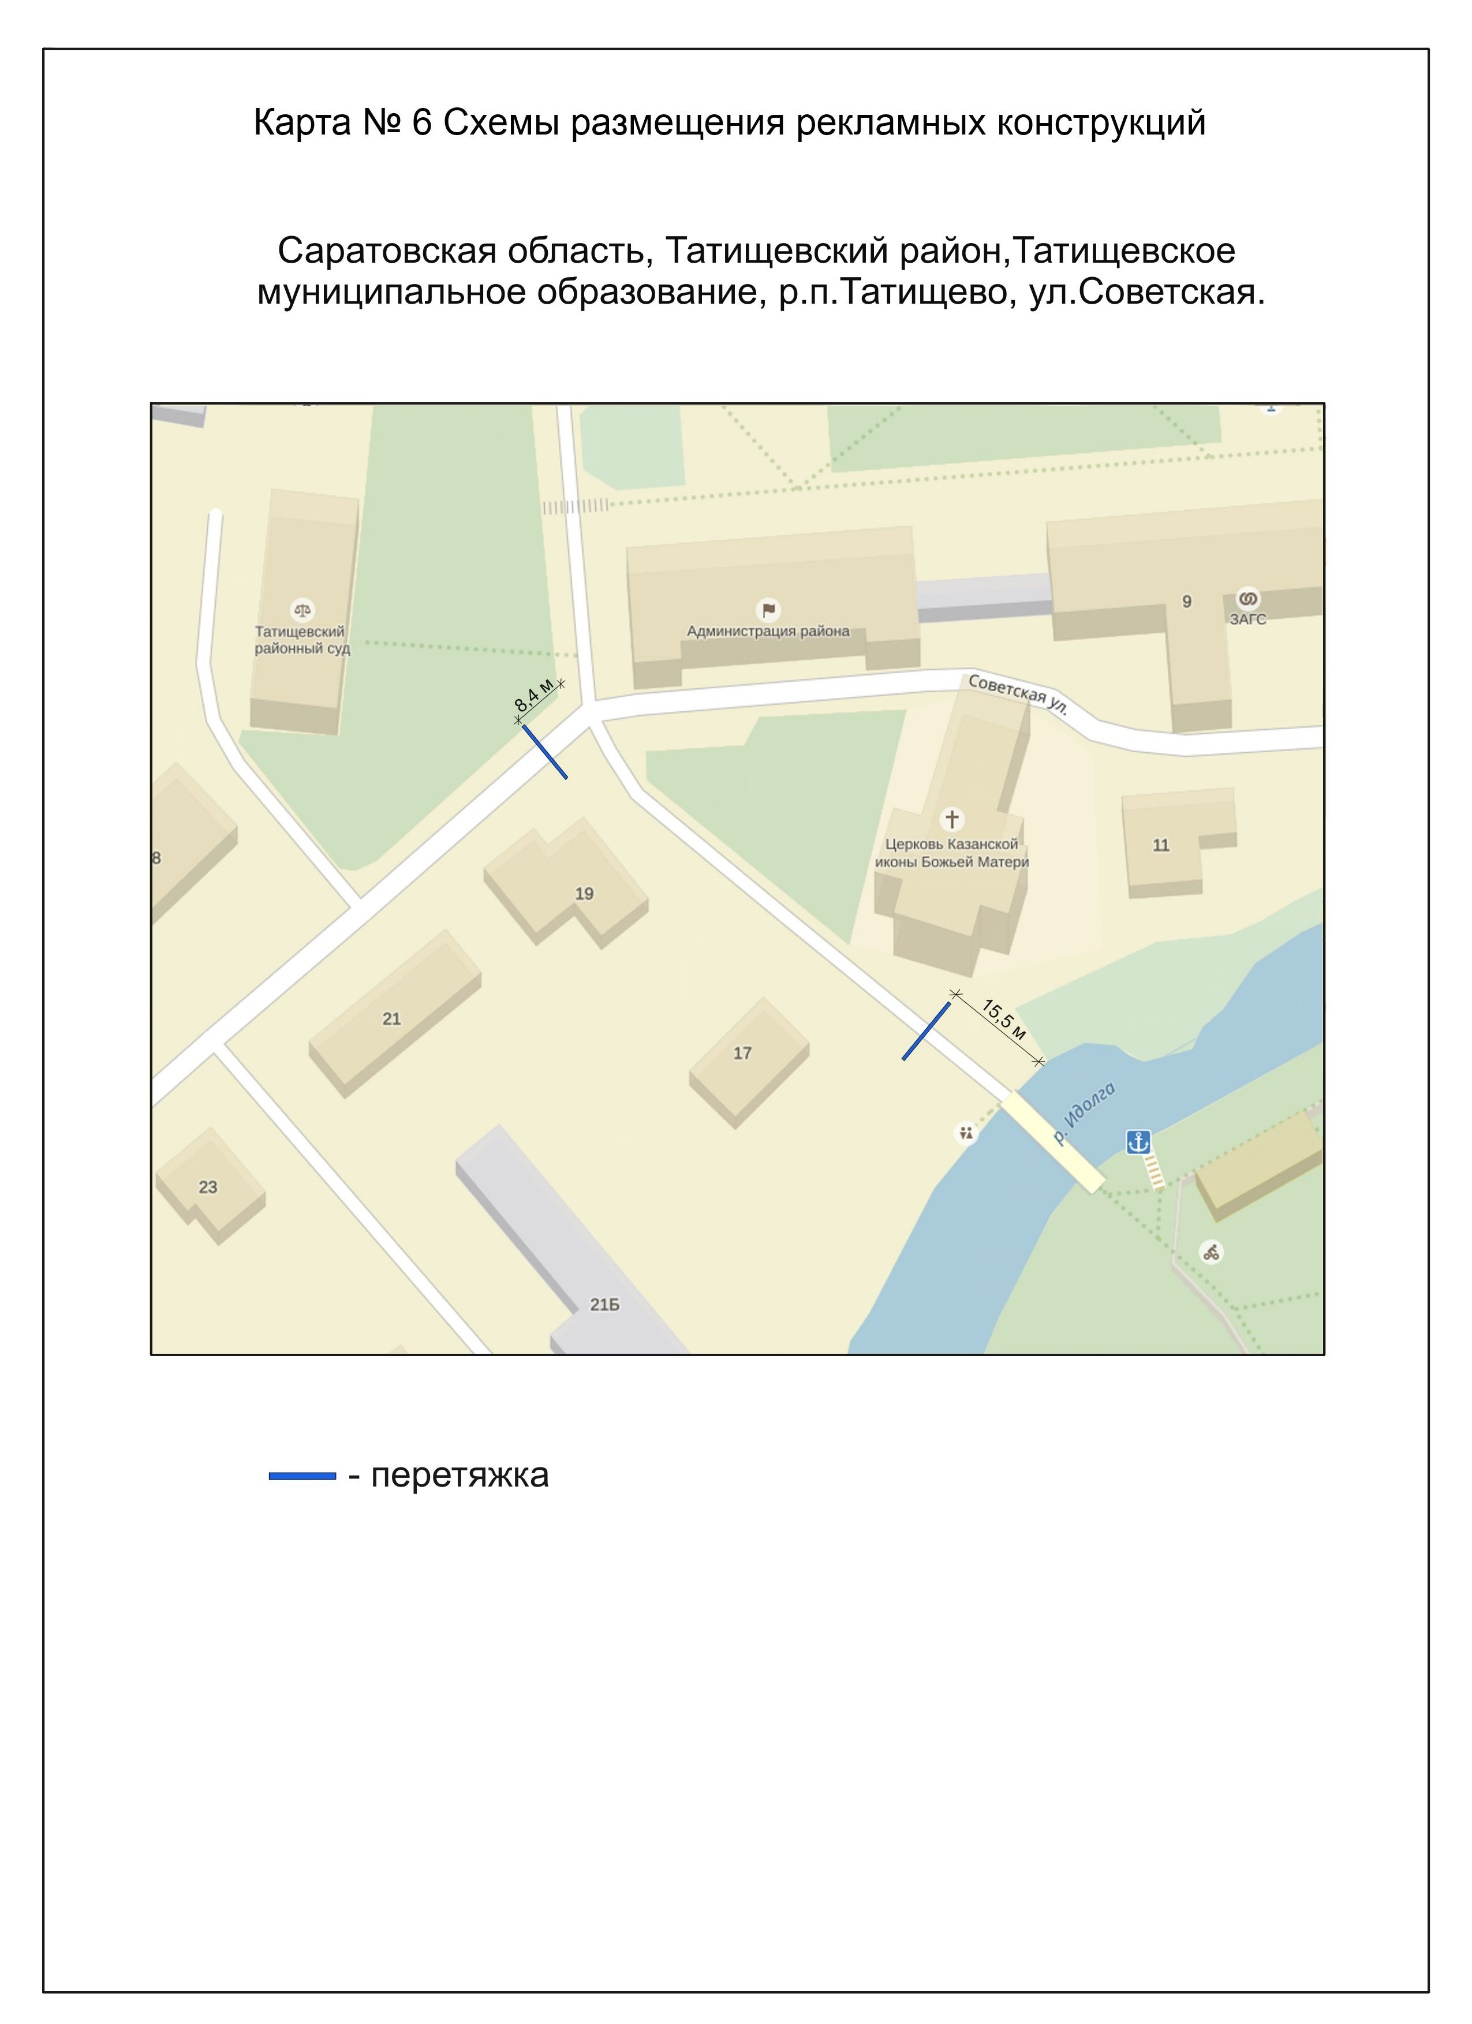 Карта № 6 Схемы размещения рекламных конструкций
Саратовская область, Татищевский район,Татищевское
муниципальное образование, р.п.Татищево, ул.Советская.
Татищевский
районный суд
Администрация района
9
ЗАГС
8,4 м
Советская ул.
Церковь Казанской
иконы Божьей Матери
11
8
19
21
17
15,5 м
р. Идолга
23
21Б
- перетяжка